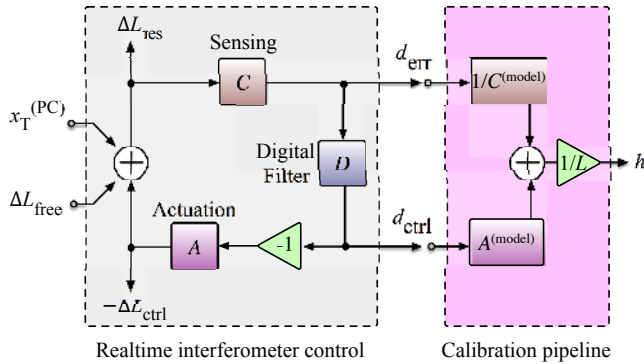 ΔL_res
Sensing
C
d_err
1/C^(model)
x_T^(PC)
Digital
Filter
D
1/L
h
ΔL_free
Actuation
A
-1
d_ctrl
A^(model)
−ΔL_ctrl
Realtime interferometer control
Calibration pipeline